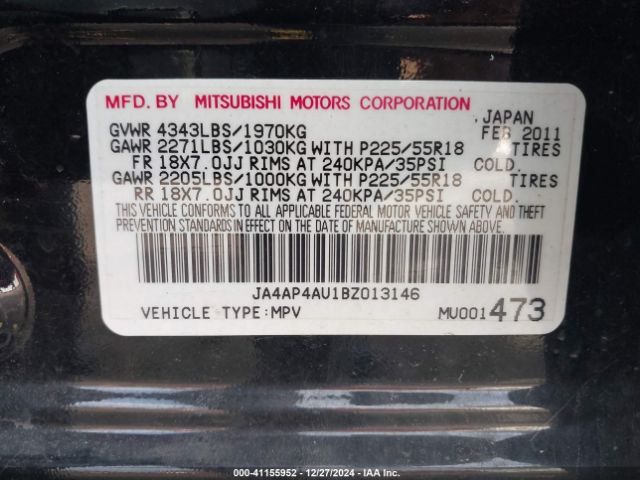 MFD. BY MITSUBISHI MOTORS CORPORATION
JAPAN
GVWR 4343LBS/1970KG FEB 2011
GAWR 2271LBS/1030KG WITH P225/55R18 TIRES
FR 18X7.0JJ RIMS AT 240KPA/35PSI COLD.
GAWR 2205LBS/1000KG WITH P225/55R18 TIRES
RR 18X7.0JJ RIMS AT 240KPA/35PSI COLD.
THIS VEHICLE CONFORMS TO ALL APPLICABLE FEDERAL MOTOR VEHICLE SAFETY AND THEFT
PREVENTION STANDARDS IN EFFECT ON THE DATE OF MANUFACTURE SHOWN ABOVE.
JA4AP4AU1BZ013146
VEHICLE TYPE:MPV MU001473
0-41155952 • 12/27/2024 - IAA Inc.